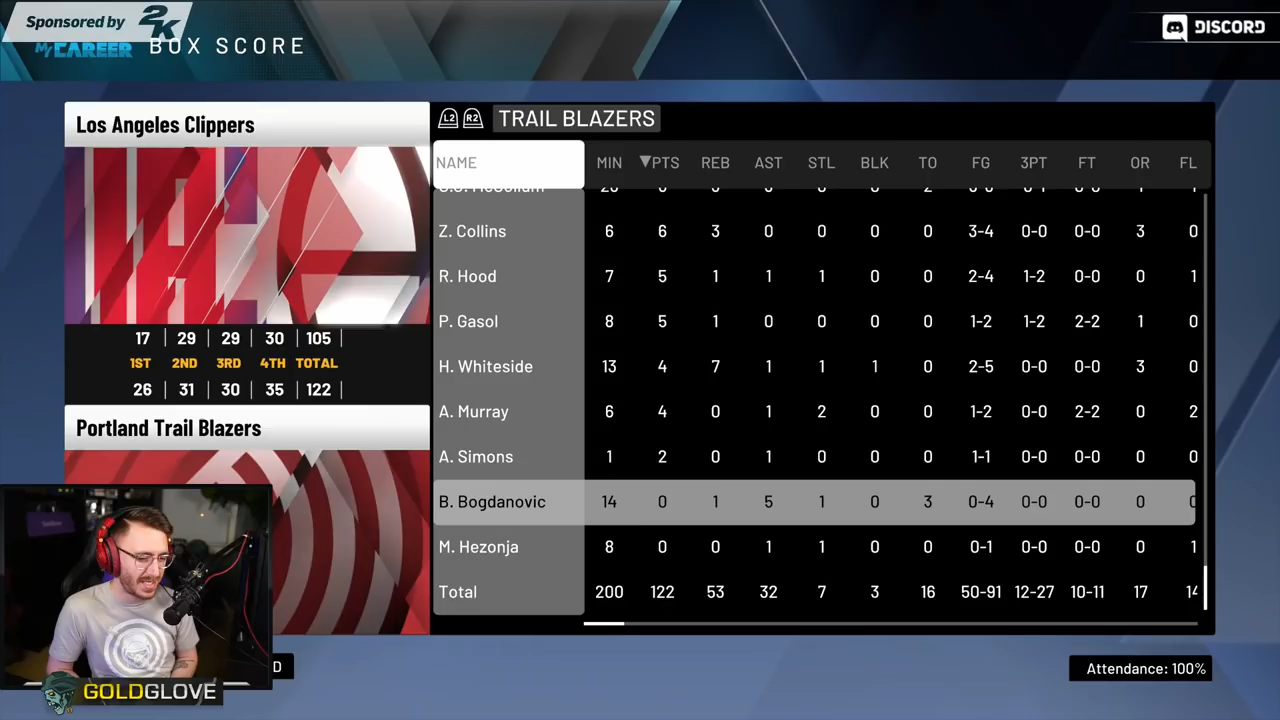 Sponsored by 2K
DISCORD
MyCAREER BOX SCORE
Los Angeles Clippers
17 | 29 | 29 | 30 | 105 |
1ST 2ND 3RD 4TH TOTAL
26 | 31 | 30 | 35 | 122 |
Portland Trail Blazers
L2 R2 TRAIL BLAZERS
NAME MIN ▼PTS REB AST STL BLK TO FG 3PT FT OR FL
Z. Collins 6 6 3 0 0 0 0 3-4 0-0 0-0 3 0
R. Hood 7 5 1 1 1 0 0 2-4 1-2 0-0 0 1
P. Gasol 8 5 1 0 0 0 0 1-2 1-2 2-2 1 0
H. Whiteside 13 4 7 1 1 1 0 2-5 0-0 0-0 3 0
A. Murray 6 4 0 1 2 0 0 1-2 0-0 2-2 0 2
A. Simons 1 2 0 1 0 0 0 1-1 0-0 0-0 0 0
B. Bogdanovic 14 0 1 5 1 0 3 0-4 0-0 0-0 0 0
M. Hezonja 8 0 0 1 1 0 0 0-1 0-0 0-0 0 1
Total 200 122 53 32 7 3 16 50-91 12-27 10-11 17 14
D
GOLDGLOVE
Attendance: 100%